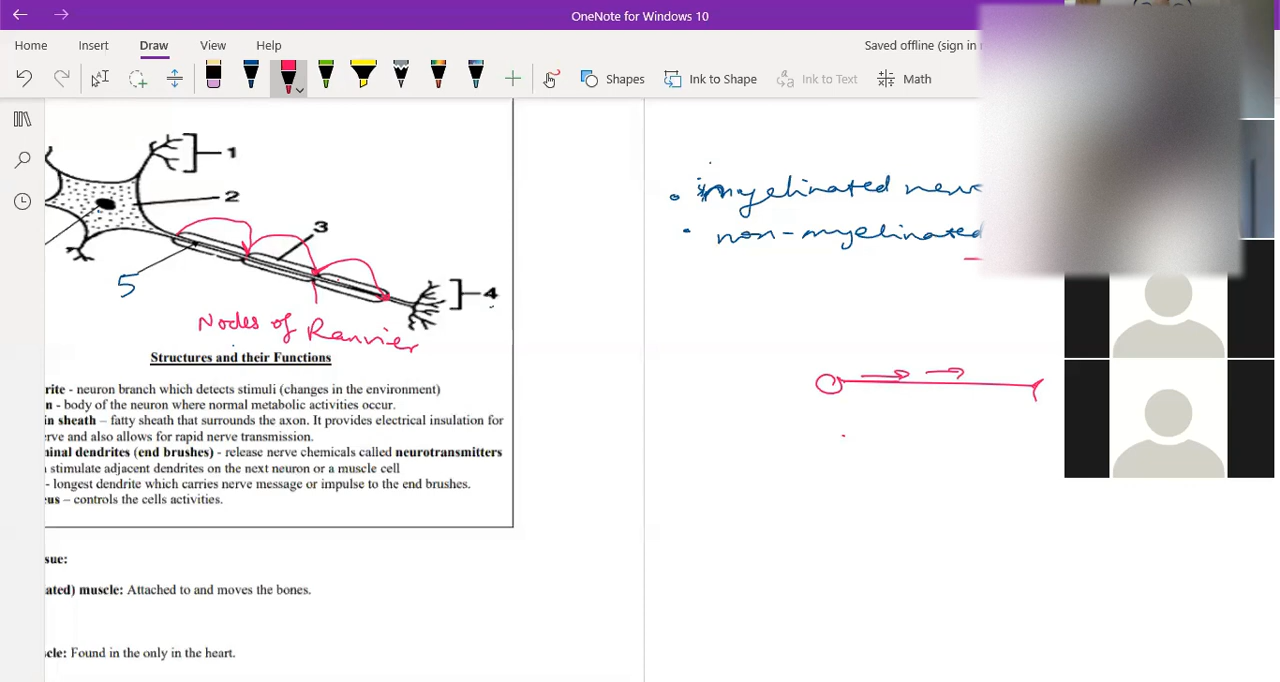 OneNote for Windows 10
Home Insert Draw View Help Saved offline (sign in
Shapes Ink to Shape Ink to Text Math
1
2
3
5
4
Nodes of Ranvier
Structures and their Functions
rite - neuron branch which detects stimuli (changes in the environment)
n - body of the neuron where normal metabolic activities occur.
in sheath – fatty sheath that surrounds the axon. It provides electrical insulation for
erve and also allows for rapid nerve transmission.
ninal dendrites (end brushes) - release nerve chemicals called neurotransmitters
stimulate adjacent dendrites on the next neuron or a muscle cell
- longest dendrite which carries nerve message or impulse to the end brushes.
eus – controls the cells activities.
sue:
ated) muscle: Attached to and moves the bones.
cle: Found in the only in the heart.
• myelinated
• non-myelinated